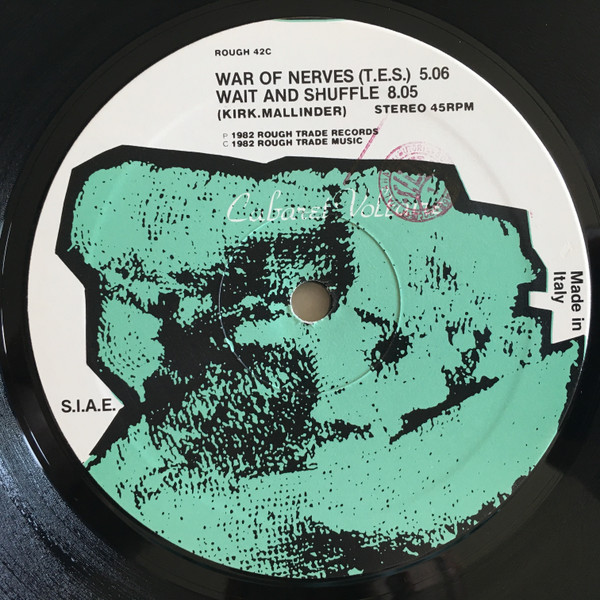 ROUGH 42C
WAR OF NERVES (T.E.S.) 5.06
WAIT AND SHUFFLE 8.05
(KIRK.MALLINDER) STEREO 45RPM
P 1982 ROUGH TRADE RECORDS
C 1982 ROUGH TRADE MUSIC
Cabaret
Made in
Italy
S.I.A.E.